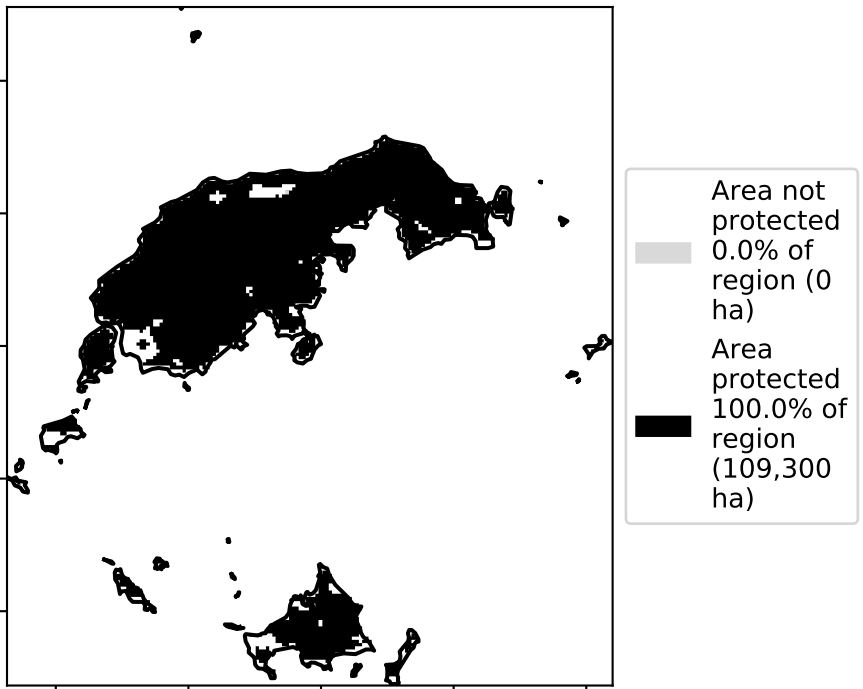 Area not
protected
0.0% of
region (0
ha)
Area
protected
100.0% of
region
(109,300
ha)